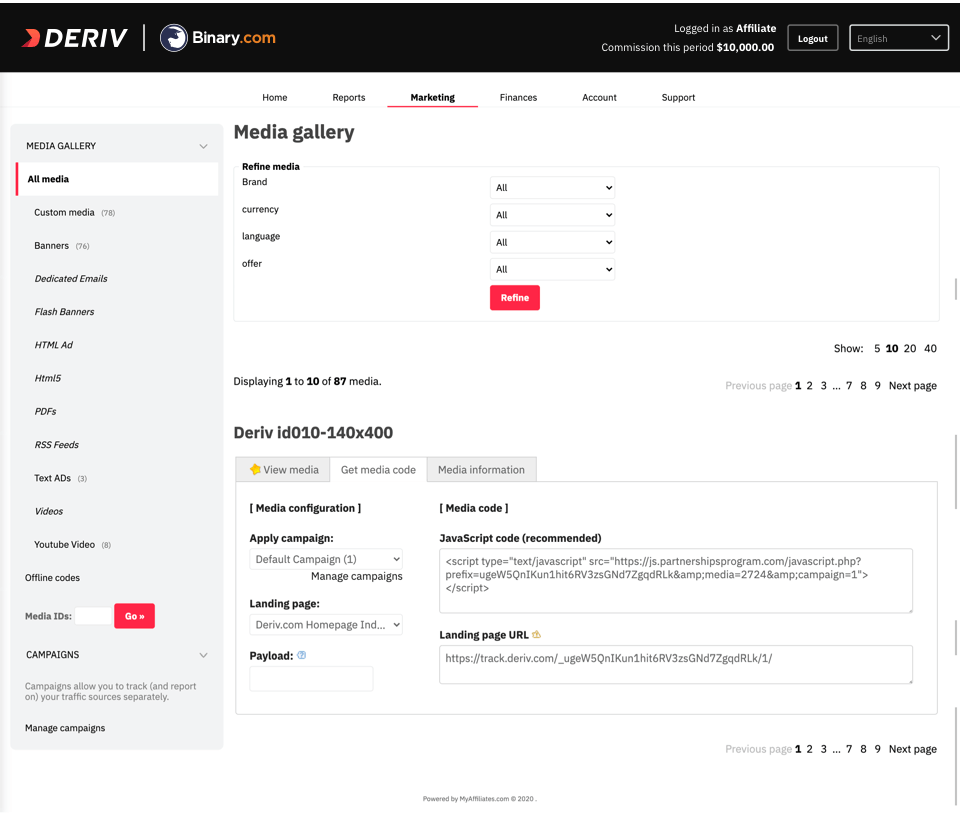 DERIV
Binary.com
Logged in as Affiliate
Commission this period $10,000.00
Logout
English
Home Reports Marketing Finances Account Support
MEDIA GALLERY
All media
Custom media (78)
Banners (76)
Dedicated Emails
Flash Banners
HTML Ad
Html5
PDFs
RSS Feeds
Text ADs (3)
Videos
Youtube Video (8)
Offline codes
Media IDs: Go »
CAMPAIGNS
Campaigns allow you to track (and report
on) your traffic sources separately.
Manage campaigns
Media gallery
Refine media
Brand All
currency All
language All
offer All
Refine
Show: 5 10 20 40
Displaying 1 to 10 of 87 media.
Previous page 1 2 3 ... 7 8 9 Next page
Deriv id010-140x400
View media Get media code Media information
[ Media configuration ]
Apply campaign:
Default Campaign (1)
Manage campaigns
Landing page:
Deriv.com Homepage Ind...
Payload:
[ Media code ]
JavaScript code (recommended)
<script type="text/javascript" src="https://js.partnershipsprogram.com/javascript.php?
prefix=ugeW5QnIKun1hit6RV3zsGNd7ZgqdRLk&amp;media=2724&amp;campaign=1">
</script>
Landing page URL
https://track.deriv.com/_ugeW5QnIKun1hit6RV3zsGNd7ZgqdRLk/1/
Previous page 1 2 3 ... 7 8 9 Next page
Powered by MyAffiliates.com © 2020 .